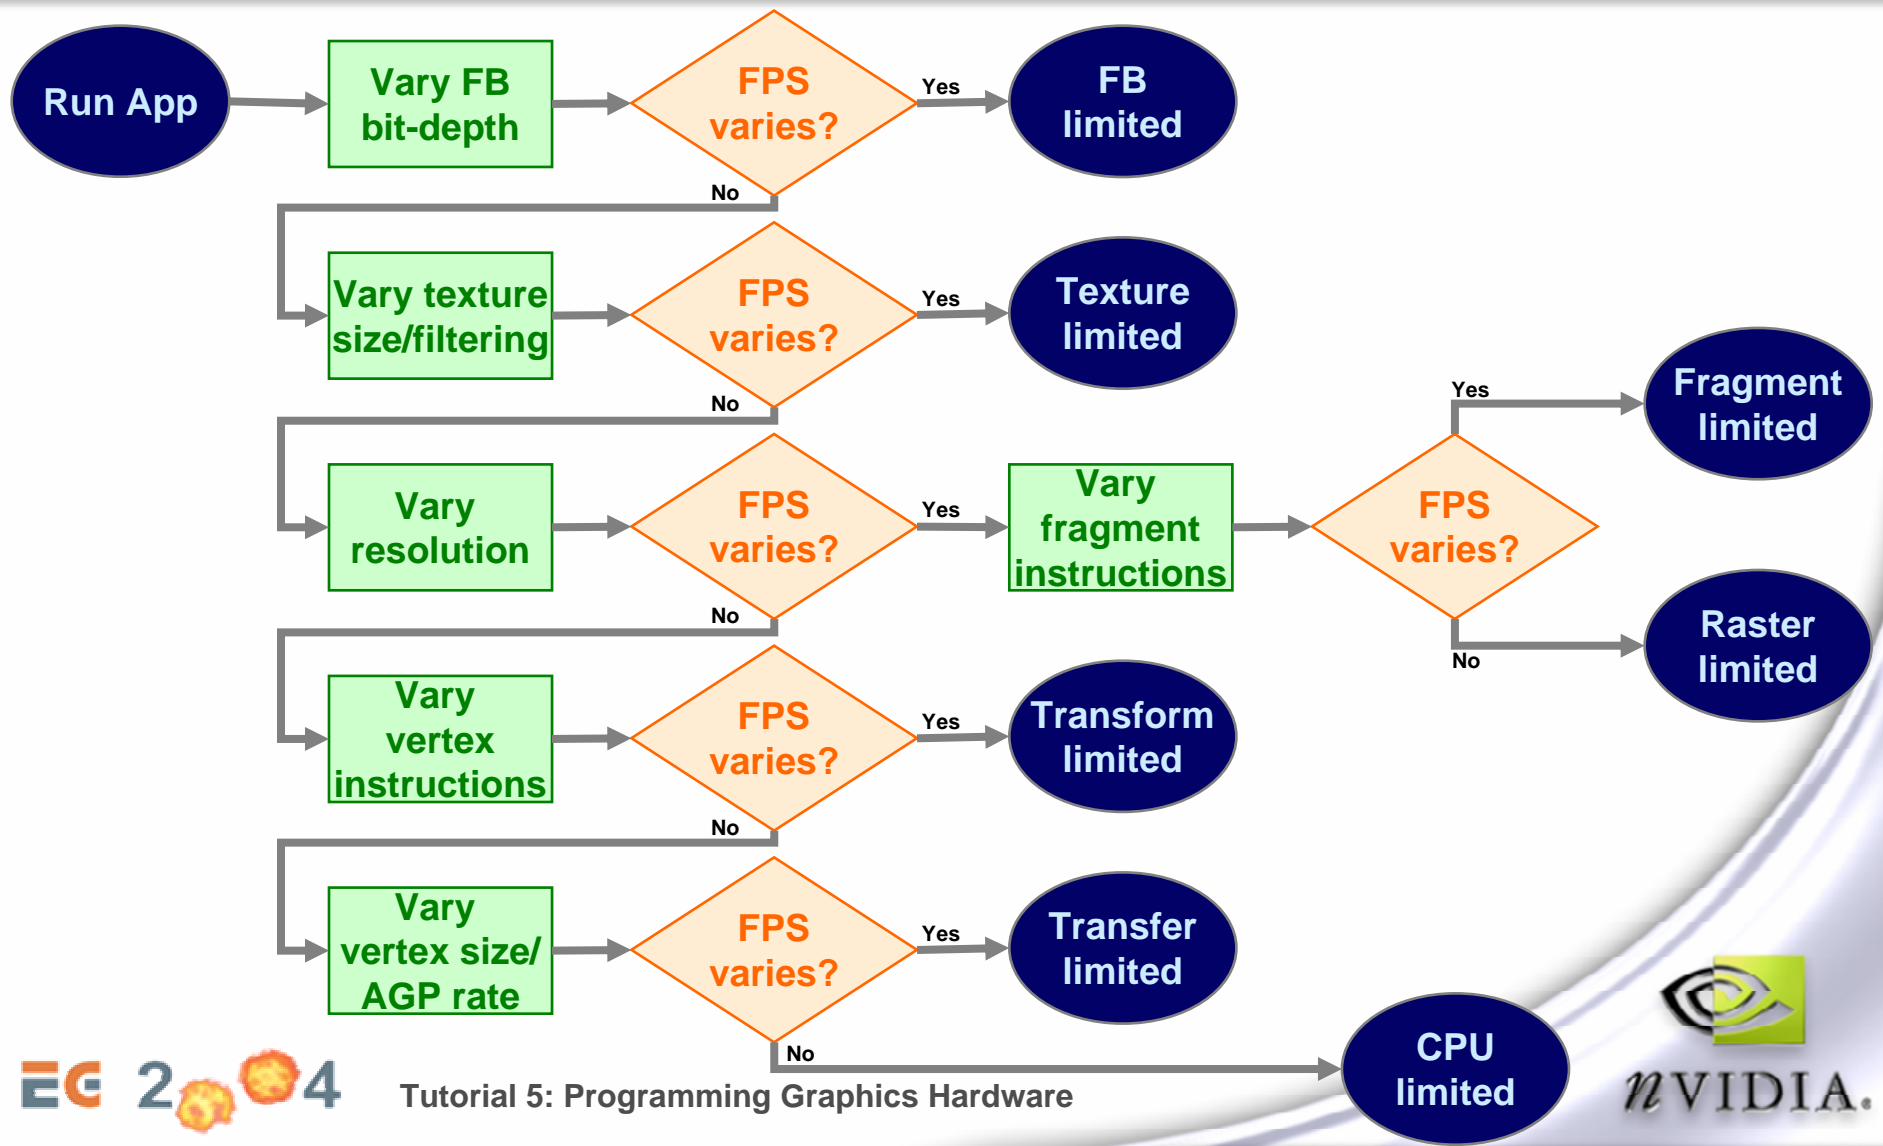 Run App
Vary FB
bit-depth
FPS
varies?
Yes
FB
limited
No
Vary texture
size/filtering
FPS
varies?
Yes
Texture
limited
No
Vary
resolution
FPS
varies?
Yes
Vary
fragment
instructions
FPS
varies?
Yes
Fragment
limited
No
Raster
limited
No
Vary
vertex
instructions
FPS
varies?
Yes
Transform
limited
No
Vary
vertex size/
AGP rate
FPS
varies?
Yes
Transfer
limited
No
CPU
limited
EG 2004
Tutorial 5: Programming Graphics Hardware
nVIDIA.